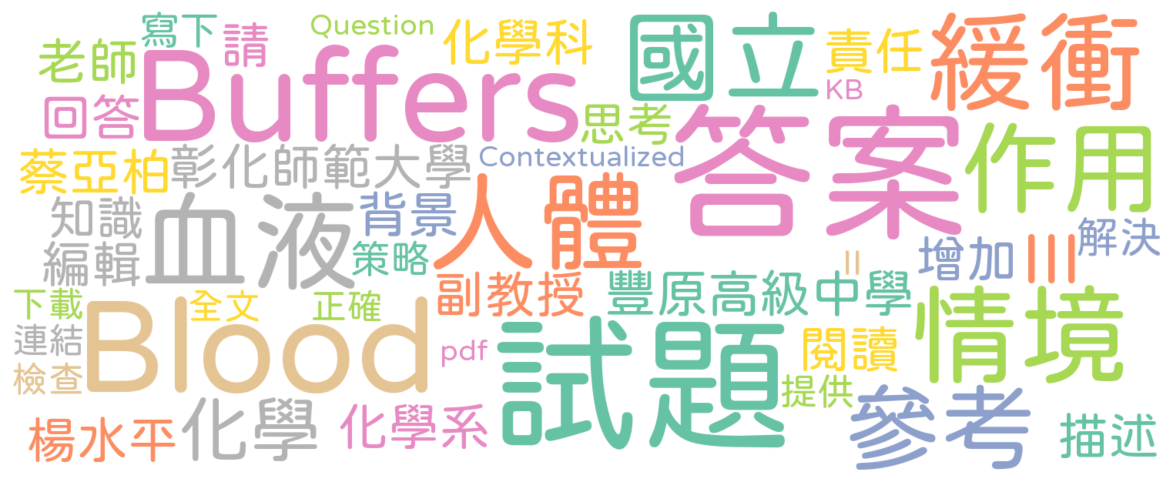 寫下
Question
老師
請
化學科
國立
責任
緩衝
KB
Buffers
回答
思考
答案
作用
蔡亞柏
彰化師範大學
Contextualized
知識
血液
背景
人體
解決
編輯
策略
增加
III
II
副教授
豐原高級中學
下載
全文
正確
情境
連結
Blood
pdf
試題
閱讀
檢查
提供
參考
楊水平
化學
化學系
描述